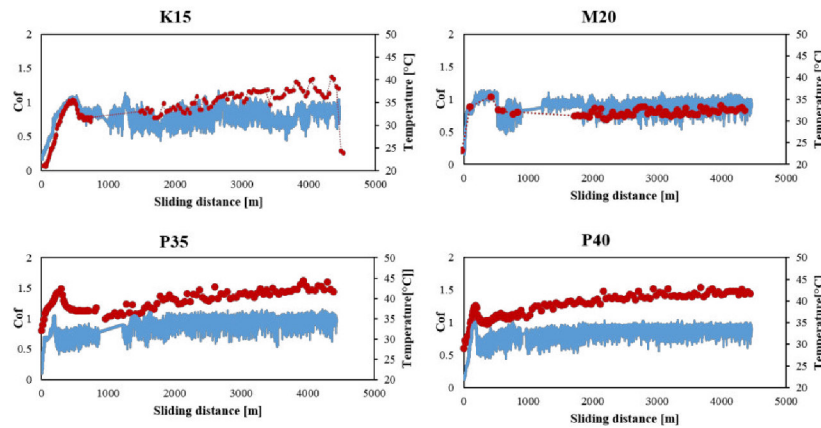 K15
2
1.5
1
0.5
0
Cof
50
45
40
35
30
25
20
Temperature [°C]
0 1000 2000 3000 4000 5000
Sliding distance [m]
M20
2
1.5
1
0.5
0
Cof
50
45
40
35
30
25
20
Temperature [°C]
0 1000 2000 3000 4000 5000
Sliding distance [m]
P35
2
1.5
1
0.5
0
Cof
50
45
40
35
30
25
20
Temperature[°C]]
0 1000 2000 3000 4000 5000
Sliding distance [m]
P40
2
1.5
1
0.5
0
Cof
50
45
40
35
30
25
20
Temperature [°C]
0 1000 2000 3000 4000 5000
Sliding distance [m]